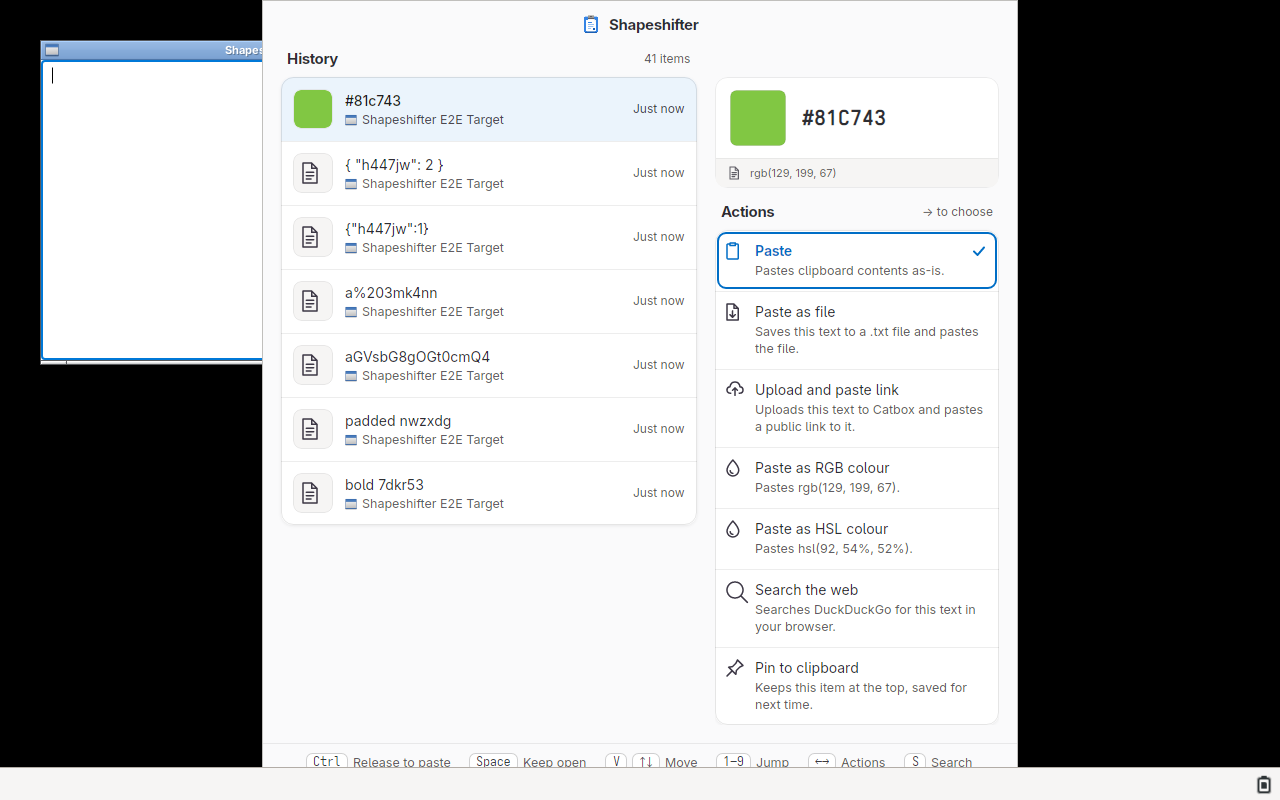 Shapeshifter
History
41 items
#81c743
Shapeshifter E2E Target
Just now
{ "h447jw": 2 }
Shapeshifter E2E Target
Just now
{"h447jw":1}
Shapeshifter E2E Target
Just now
a%203mk4nn
Shapeshifter E2E Target
Just now
aGVsbG8gOGt0cmQ4
Shapeshifter E2E Target
Just now
padded nwzxdg
Shapeshifter E2E Target
Just now
bold 7dkr53
Shapeshifter E2E Target
Just now
#81C743
rgb(129, 199, 67)
Actions
→ to choose
Paste
Pastes clipboard contents as-is.
Paste as file
Saves this text to a .txt file and pastes
the file.
Upload and paste link
Uploads this text to Catbox and pastes
a public link to it.
Paste as RGB colour
Pastes rgb(129, 199, 67).
Paste as HSL colour
Pastes hsl(92, 54%, 52%).
Search the web
Searches DuckDuckGo for this text in
your browser.
Pin to clipboard
Keeps this item at the top, saved for
next time.
Ctrl Release to paste Space Keep open V ↑↓ Move 1–9 Jump ↔ Actions S Search